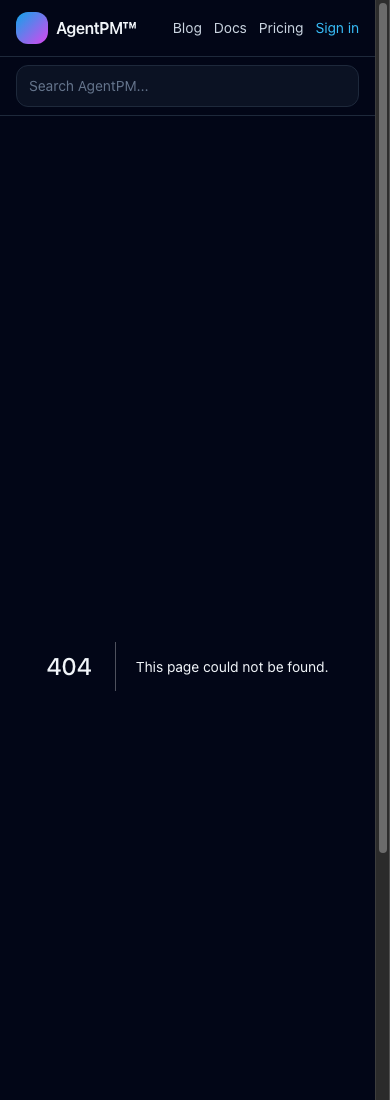 AgentPM™ Blog Docs Pricing Sign in
Search AgentPM...
404 This page could not be found.